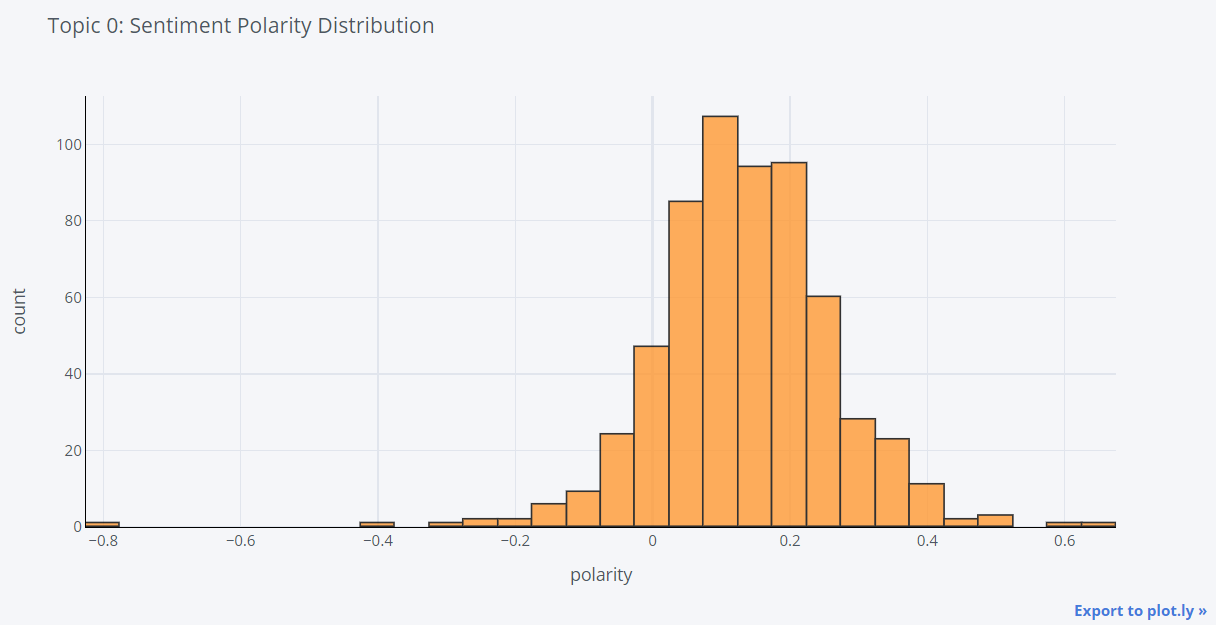 Topic 0: Sentiment Polarity Distribution
100
80
60
40
20
0
count
−0.8 −0.6 −0.4 −0.2 0 0.2 0.4 0.6
polarity
Export to plot.ly »